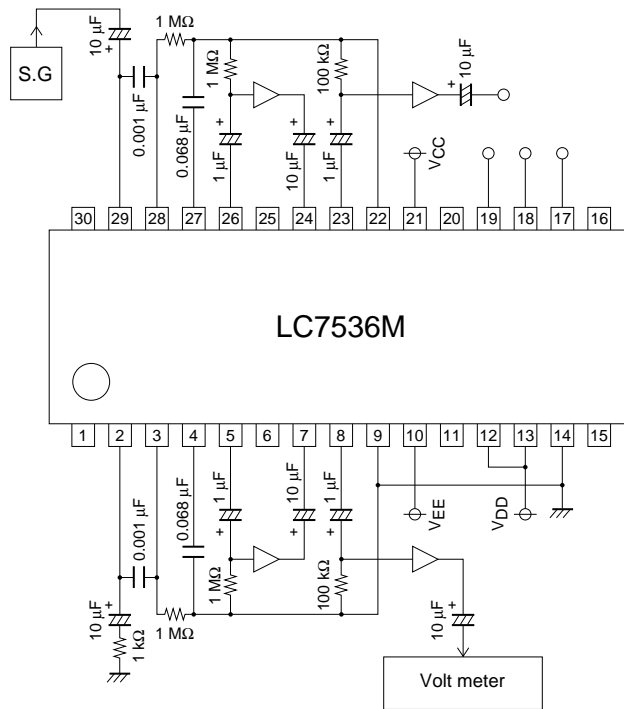 1 MΩ
10 µF
+
S.G
0.001 µF
0.068 µF
1 MΩ
+
1 µF
+
10 µF
100 kΩ
+
1 µF
+
10 µF
VCC
30 29 28 27 26 25 24 23 22 21 20 19 18 17 16
LC7536M
1 2 3 4 5 6 7 8 9 10 11 12 13 14 15
0.001 µF
0.068 µF
1 µF
+
10 µF
+
1 µF
+
VEE
VDD
1 MΩ
100 kΩ
10 µF
+
1 kΩ
1 MΩ
10 µF
+
Volt meter